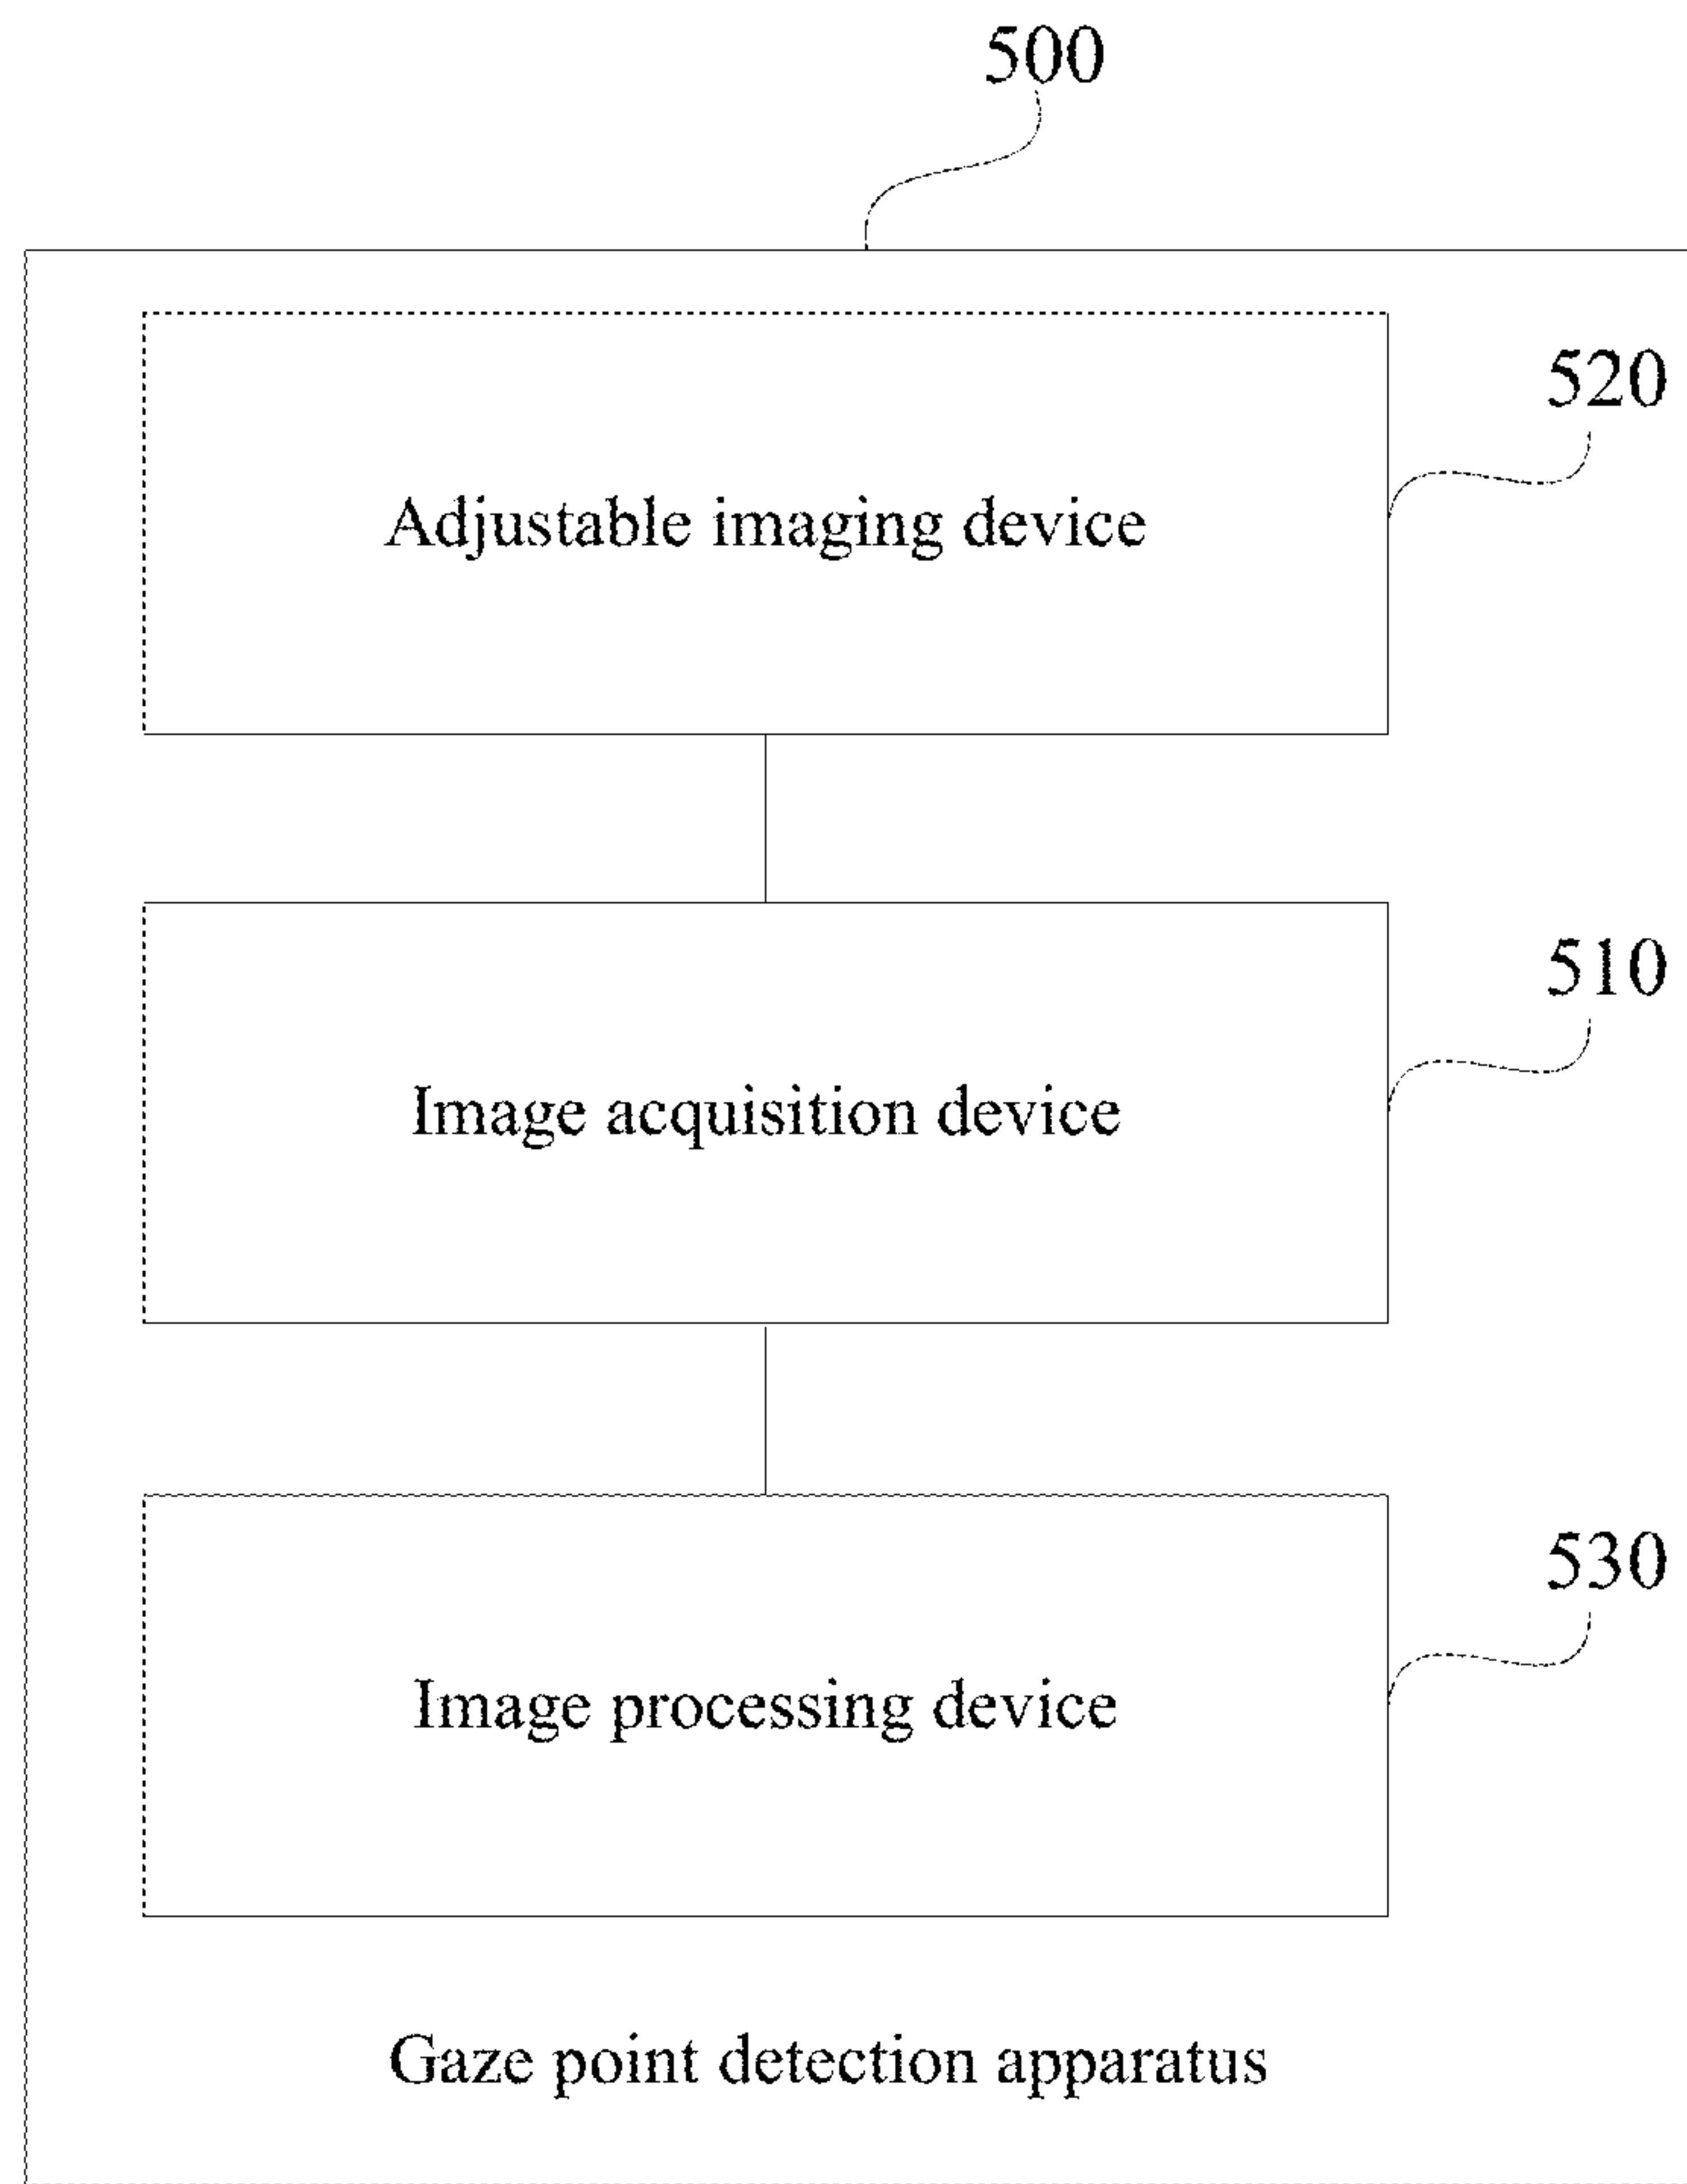 500
520
Adjustable imaging device
510
Image acquisition device
530
Image processing device
Gaze point detection apparatus